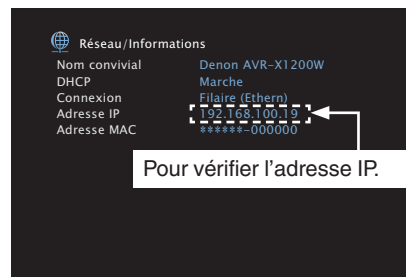 Réseau/Informations
Nom convivial Denon AVR-X1200W
DHCP Marche
Connexion Filaire (Ethern)
Adresse IP 192.168.100.19
Adresse MAC ******-000000
Pour vérifier l’adresse IP.